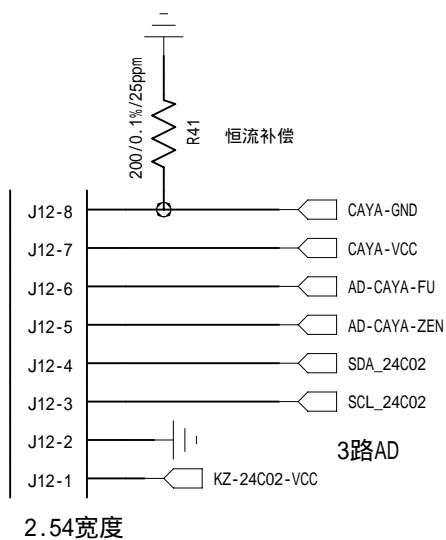 200/0.1%/25ppm
R41
恒流补偿
J12-8 CAYA-GND
J12-7 CAYA-VCC
J12-6 AD-CAYA-FU
J12-5 AD-CAYA-ZEN
J12-4 SDA_24C02
J12-3 SCL_24C02
J12-2
3路AD
J12-1 KZ-24C02-VCC
2.54宽度